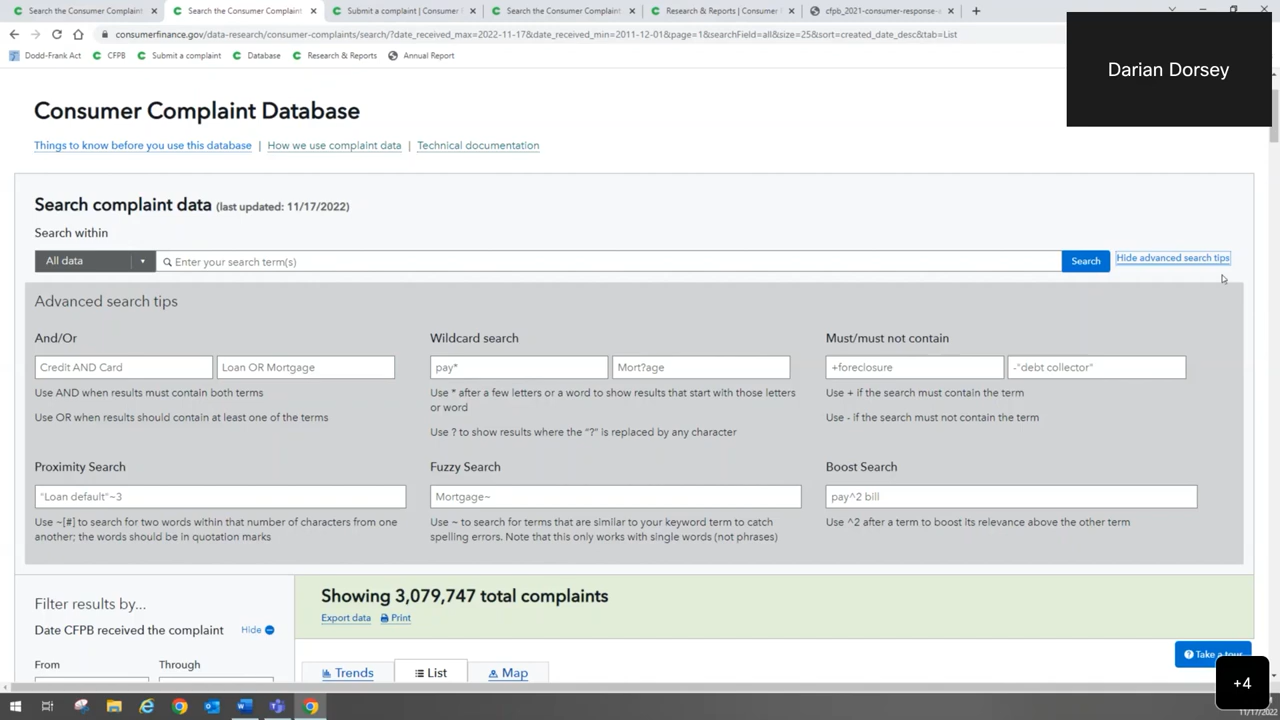 Search the Consumer Complaint
Search the Consumer Complaint D
Submit a complaint | Consumer F
Search the Consumer Complaint
Research & Reports | Consumer F
cfpb_2021-consumer-response-
consumerfinance.gov/data-research/consumer-complaints/search/?date_received_max=2022-11-17&date_received_min=2011-12-01&page=1&searchField=all&size=25&sort=created_date_desc&tab=List
Dodd-Frank Act
CFPB
Submit a complaint
Database
Research & Reports
Annual Report
Darian Dorsey
Consumer Complaint Database
Things to know before you use this database | How we use complaint data | Technical documentation
Search complaint data (last updated: 11/17/2022)
Search within
All data
Enter your search term(s)
Search
Hide advanced search tips
Advanced search tips
And/Or
Credit AND Card
Loan OR Mortgage
Use AND when results must contain both terms
Use OR when results should contain at least one of the terms
Wildcard search
pay*
Mort?age
Use * after a few letters or a word to show results that start with those letters
or word
Use ? to show results where the "?" is replaced by any character
Must/must not contain
+foreclosure
-"debt collector"
Use + if the search must contain the term
Use - if the search must not contain the term
Proximity Search
"Loan default"~3
Use ~[#] to search for two words within that number of characters from one
another; the words should be in quotation marks
Fuzzy Search
Mortgage~
Use ~ to search for terms that are similar to your keyword term to catch
spelling errors. Note that this only works with single words (not phrases)
Boost Search
pay^2 bill
Use ^2 after a term to boost its relevance above the other term
Filter results by...
Date CFPB received the complaint
Hide
From
Through
Showing 3,079,747 total complaints
Export data
Print
Trends
List
Map
Take a tour
+4
11/17/2022